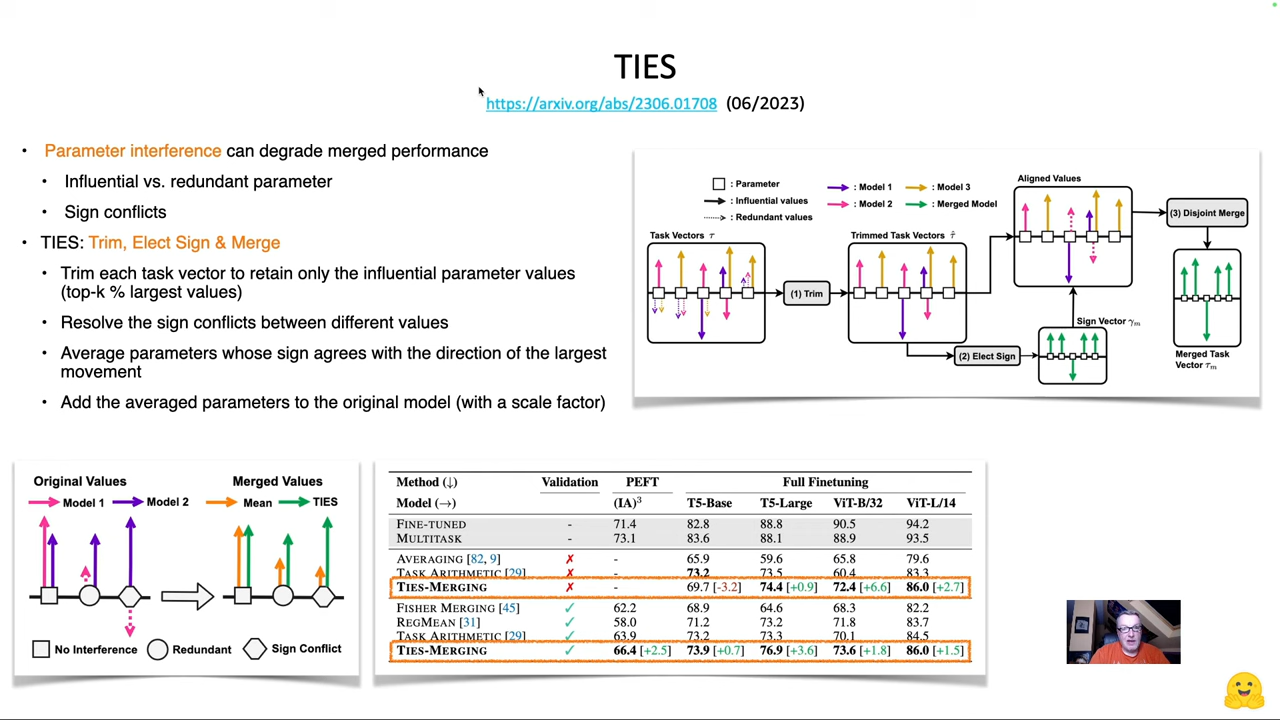 TIES
https://arxiv.org/abs/2306.01708 (06/2023)
• Parameter interference can degrade merged performance
• Influential vs. redundant parameter
• Sign conflicts
• TIES: Trim, Elect Sign & Merge
• Trim each task vector to retain only the influential parameter values
(top-k % largest values)
• Resolve the sign conflicts between different values
• Average parameters whose sign agrees with the direction of the largest
movement
• Add the averaged parameters to the original model (with a scale factor)
: Parameter
: Influential values
: Redundant values
: Model 1
: Model 2
: Model 3
: Merged Model
Task Vectors τ
(1) Trim
Trimmed Task Vectors τ̂
(2) Elect Sign
Sign Vector γm
Aligned Values
(3) Disjoint Merge
Merged Task
Vector τm
Original Values
Model 1 Model 2
Merged Values
Mean TIES
No Interference Redundant Sign Conflict
Method (↓) Validation PEFT Full Finetuning
Model (→) (IA)³ T5-Base T5-Large ViT-B/32 ViT-L/14
FINE-TUNED - 71.4 82.8 88.8 90.5 94.2
MULTITASK - 73.1 83.6 88.1 88.9 93.5
AVERAGING [82, 9] ✗ - 65.9 59.6 65.8 79.6
TASK ARITHMETIC [29] ✗ - 73.2 73.5 60.4 83.3
TIES-MERGING ✗ - 69.7 [-3.2] 74.4 [+0.9] 72.4 [+6.6] 86.0 [+2.7]
FISHER MERGING [45] ✓ 62.2 68.9 64.6 68.3 82.2
REGMEAN [31] ✓ 58.0 71.2 73.2 71.8 83.7
TASK ARITHMETIC [29] ✓ 63.9 73.2 73.3 70.1 84.5
TIES-MERGING ✓ 66.4 [+2.5] 73.9 [+0.7] 76.9 [+3.6] 73.6 [+1.8] 86.0 [+1.5]